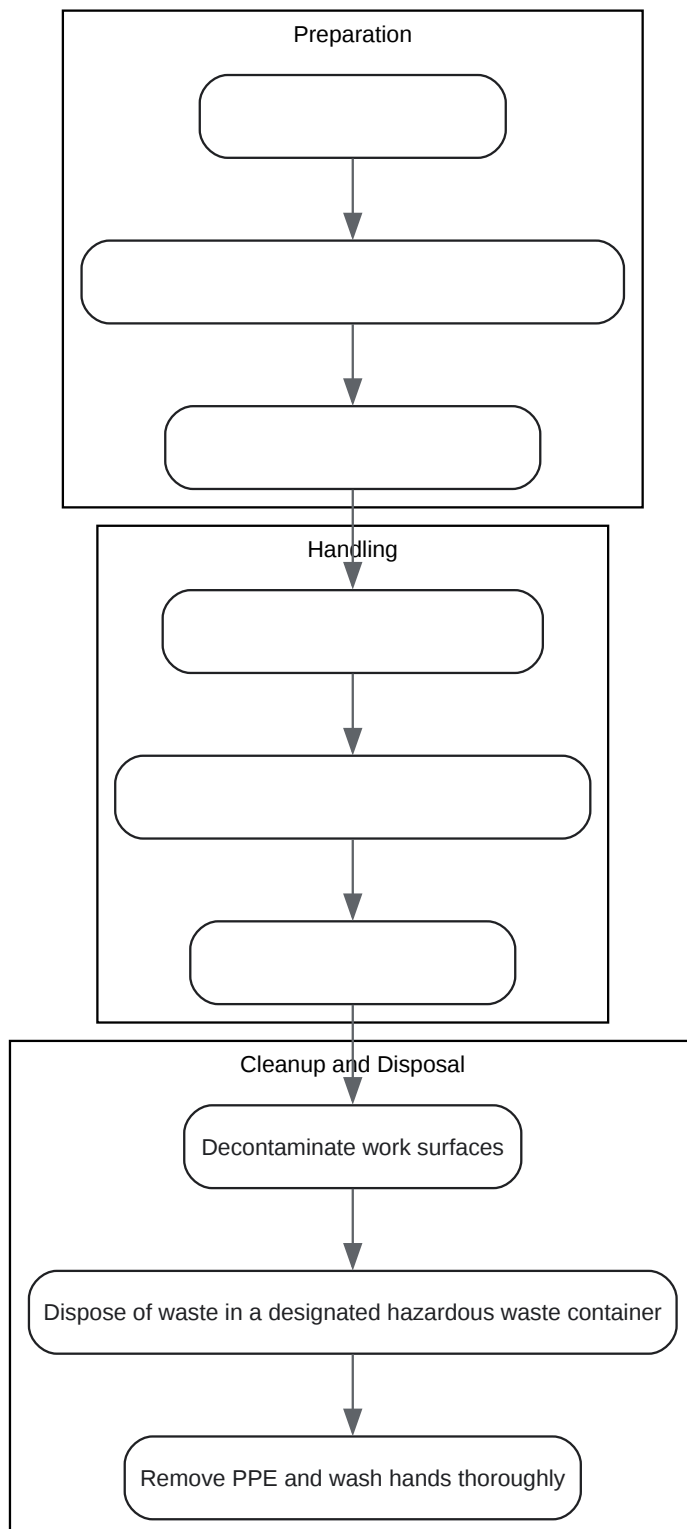 Preparation
Handling
Cleanup and Disposal
Decontaminate work surfaces
Dispose of waste in a designated hazardous waste container
Remove PPE and wash hands thoroughly